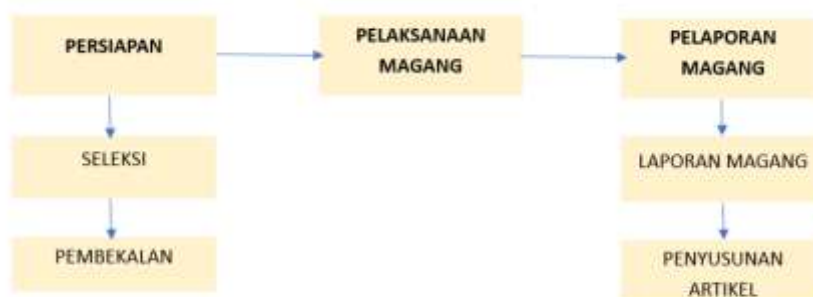 PERSIAPAN
PELAKSANAAN
MAGANG
PELAPORAN
MAGANG
SELEKSI
LAPORAN MAGANG
PEMBEKALAN
PENYUSUNAN
ARTIKEL